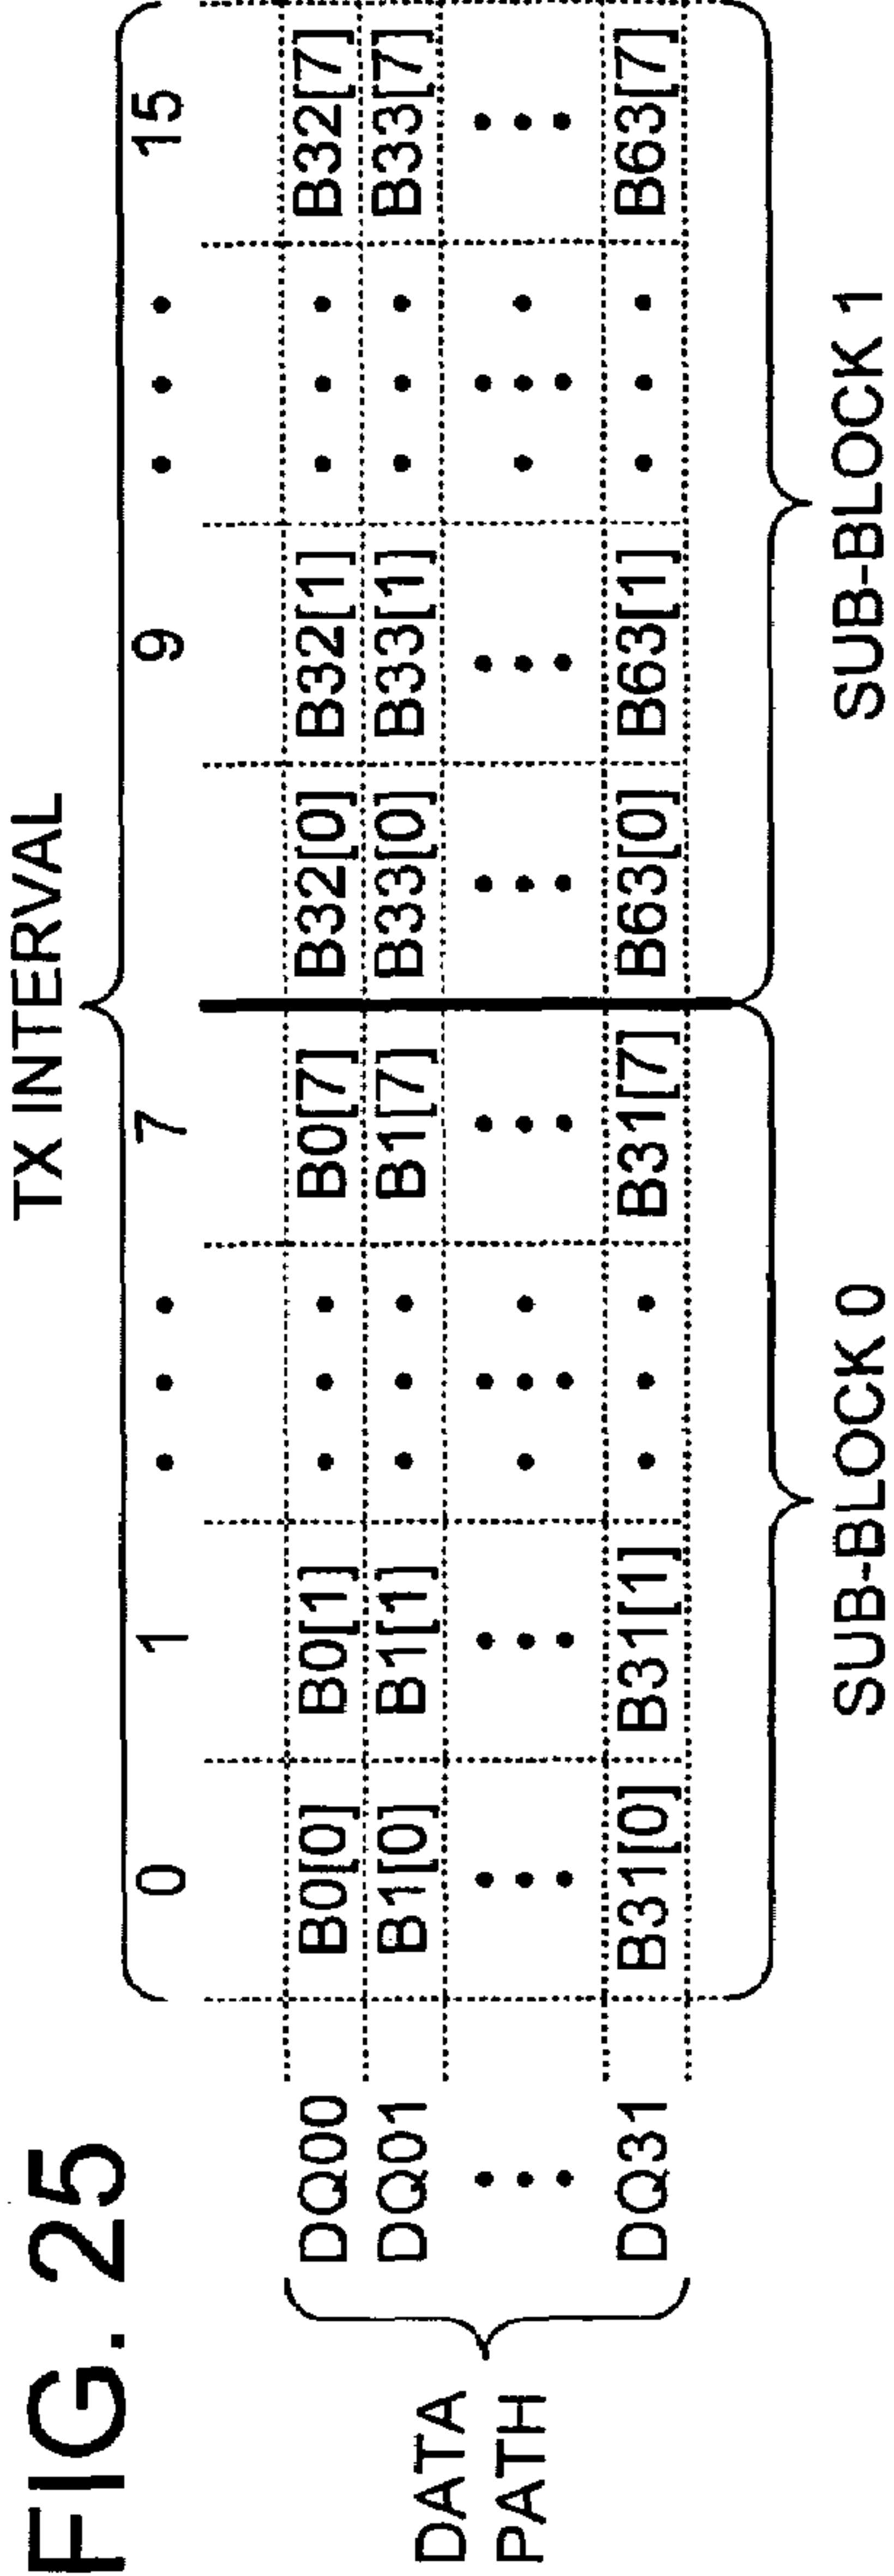 FIG. 25
TX INTERVAL
0 1 • • • 7 9 • • • 15
DATA PATH
DQ00 B0[0] B0[1] • • • B0[7] B32[0] B32[1] • • • B32[7]
DQ01 B1[0] B1[1] • • • B1[7] B33[0] B33[1] • • • B33[7]
DQ31 B31[0] B31[1] • • • B31[7] B63[0] B63[1] • • • B63[7]
SUB-BLOCK 0 SUB-BLOCK 1